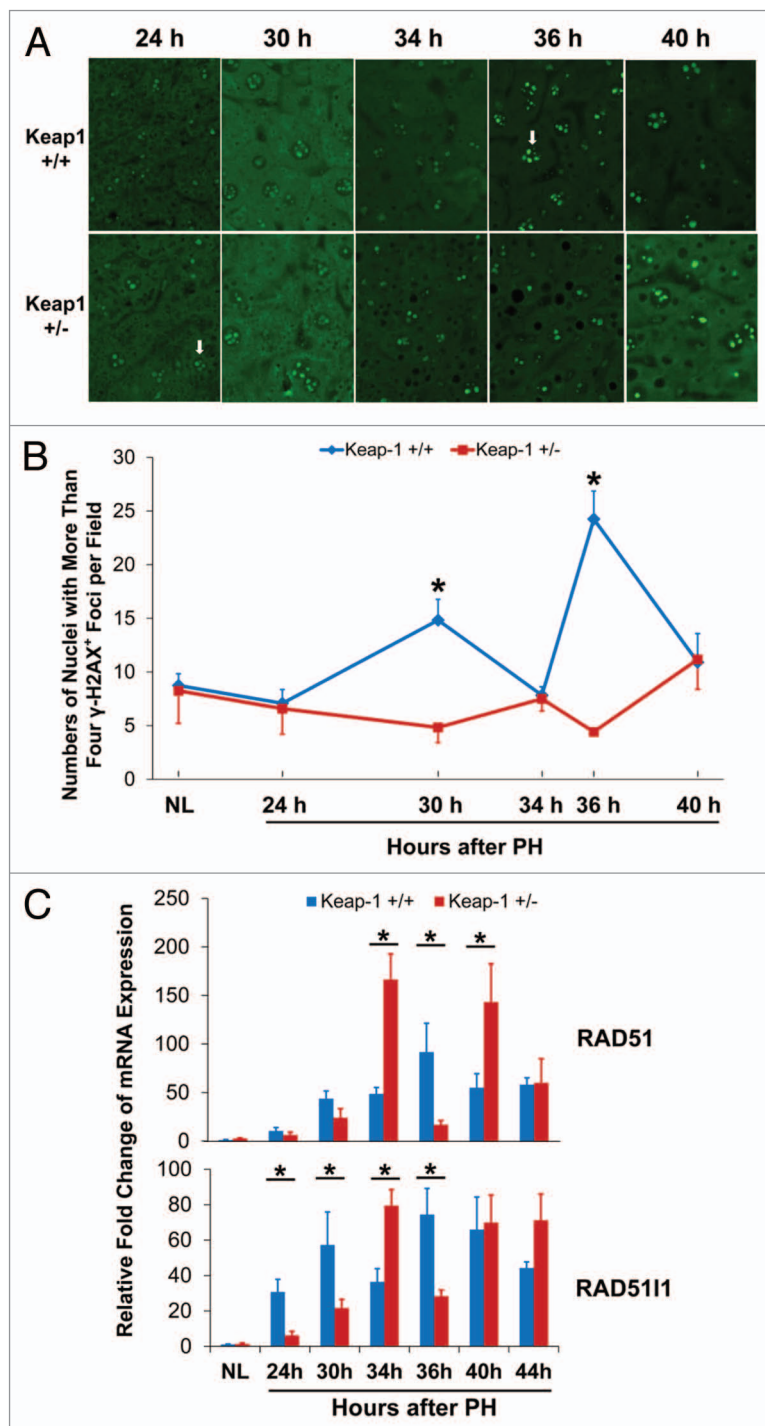 A
24 h 30 h 34 h 36 h 40 h
Keap1
+/+
Keap1
+/-
B
Keap-1 +/+ Keap-1 +/-
Numbers of Nuclei with More Than
Four γ-H2AX+ Foci per Field
30
25
20
15
10
5
0
*
*
NL 24 h 30 h 34 h 36 h 40 h
Hours after PH
C
Keap-1 +/+ Keap-1 +/-
Relative Fold Change of mRNA Expression
250
200
150
100
50
0
* * *
RAD51
100
80
60
40
20
0
* * * *
RAD51I1
NL 24h 30h 34h 36h 40h 44h
Hours after PH